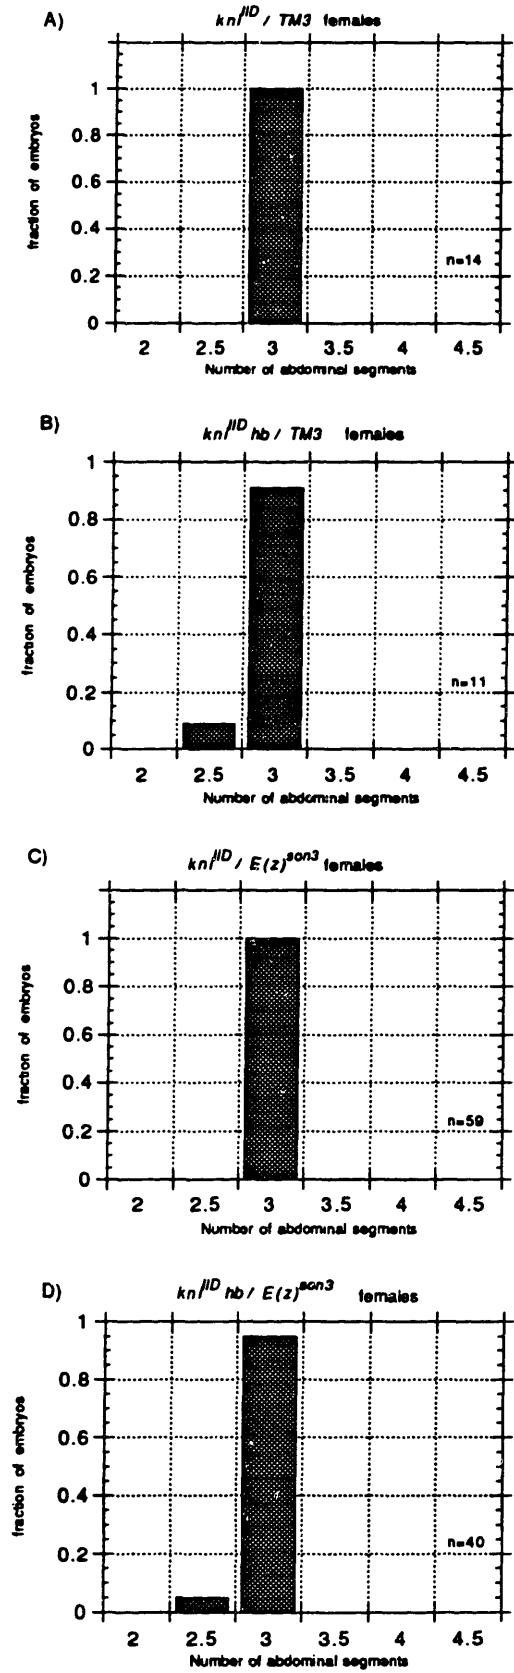 A)
kni^IID / TM3 females
1
0.8
0.6
0.4
0.2
0
fraction of embryos
n=14
2 2.5 3 3.5 4 4.5
Number of abdominal segments
B)
kni^IID hb / TM3 females
1
0.8
0.6
0.4
0.2
0
fraction of embryos
n=11
2 2.5 3 3.5 4 4.5
Number of abdominal segments
C)
kni^IID / E(z)^son3 females
1
0.8
0.6
0.4
0.2
0
fraction of embryos
n=59
2 2.5 3 3.5 4 4.5
Number of abdominal segments
D)
kni^IID hb / E(z)^son3 females
1
0.8
0.6
0.4
0.2
0
fraction of embryos
n=40
2 2.5 3 3.5 4 4.5
Number of abdominal segments